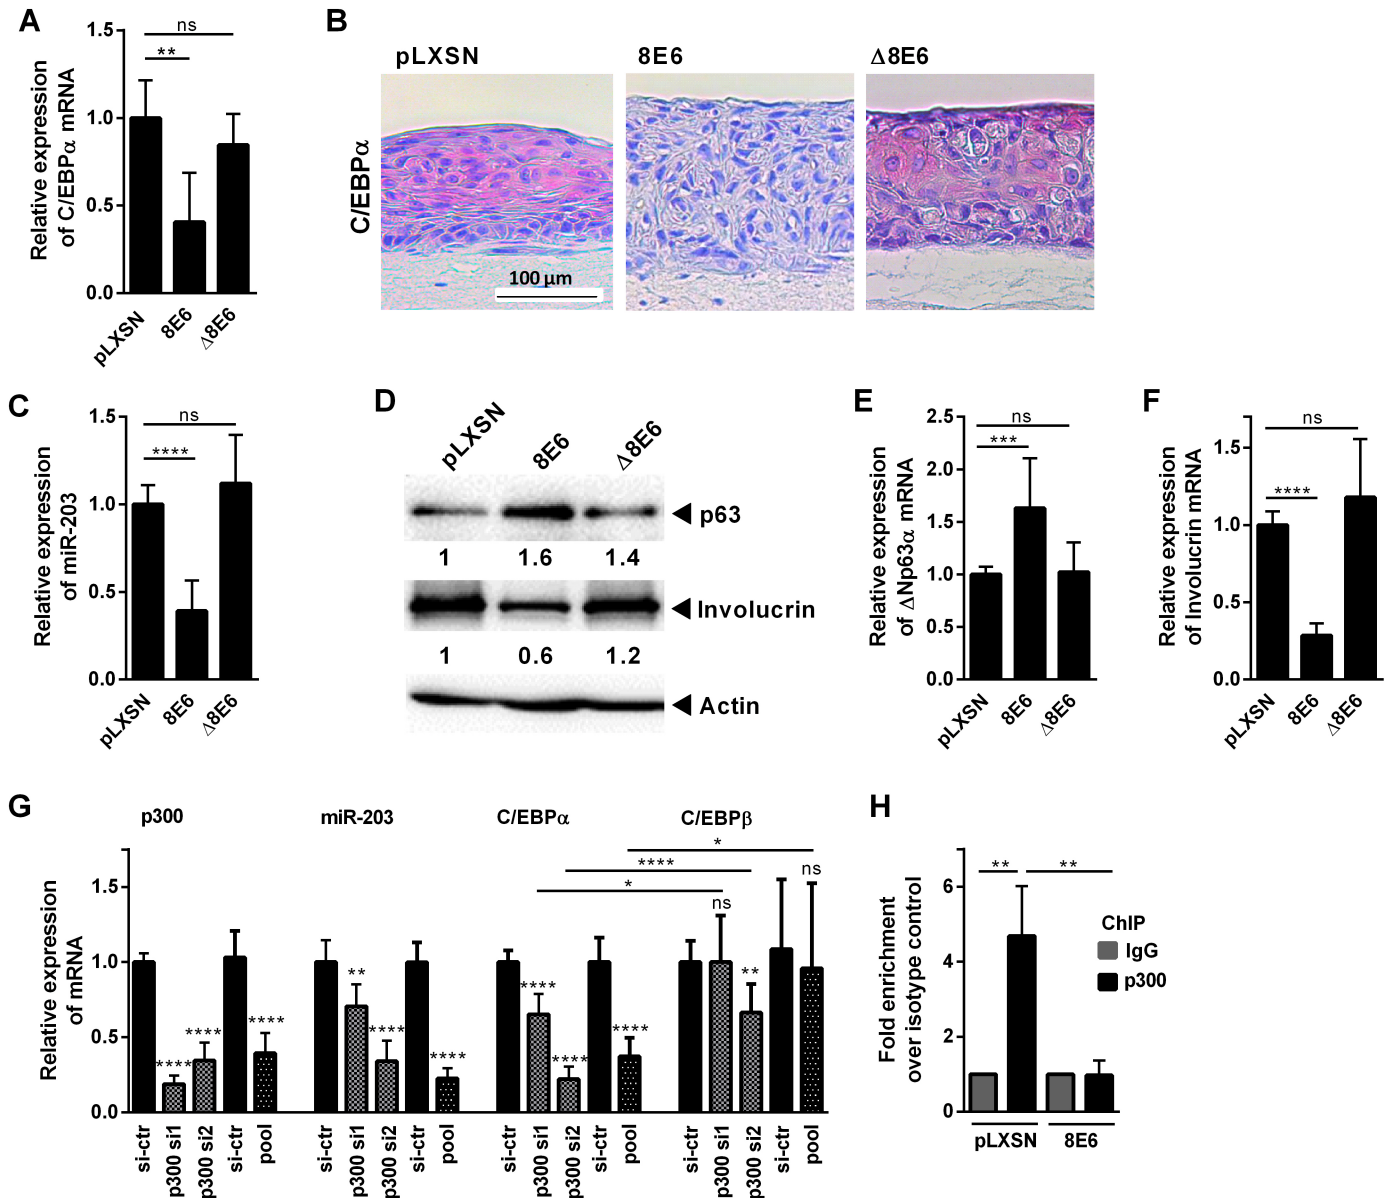 A
Relative expression
of C/EBPα mRNA
1.5
1.0
0.5
0.0
ns
**
pLXSN
8E6
Δ8E6
B
pLXSN
8E6
Δ8E6
C/EBPα
100 µm
C
Relative expression
of miR-203
1.5
1.0
0.5
0.0
ns
****
pLXSN
8E6
Δ8E6
D
pLXSN
8E6
Δ8E6
p63
1 1.6 1.4
Involucrin
1 0.6 1.2
Actin
E
Relative expression
of ΔNp63α mRNA
2.5
2.0
1.5
1.0
0.5
0.0
ns
***
pLXSN
8E6
Δ8E6
F
Relative expression
of Involucrin mRNA
1.5
1.0
0.5
0.0
ns
****
pLXSN
8E6
Δ8E6
G
p300 miR-203 C/EBPα C/EBPβ
Relative expression
of mRNA
1.5
1.0
0.5
0.0
*
****
*
**** **** ****
** **** ****
**** **** ****
ns ** ns
si-ctr p300 si1 p300 si2 si-ctr pool
si-ctr p300 si1 p300 si2 si-ctr pool
si-ctr p300 si1 p300 si2 si-ctr pool
si-ctr p300 si1 p300 si2 si-ctr pool
H
Fold enrichment
over isotype control
6
4
2
0
** **
ChIP
IgG
p300
pLXSN 8E6